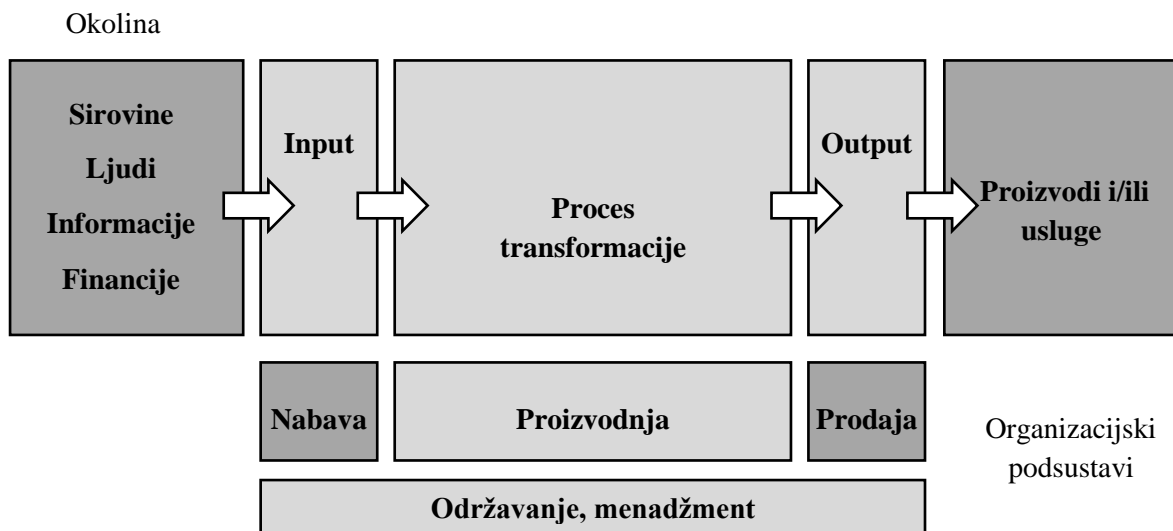 Okolina
Sirovine
Ljudi
Informacije
Financije
Input
Proces
transformacije
Output
Proizvodi i/ili
usluge
Nabava
Proizvodnja
Prodaja
Organizacijski
podsustavi
Održavanje, menadžment